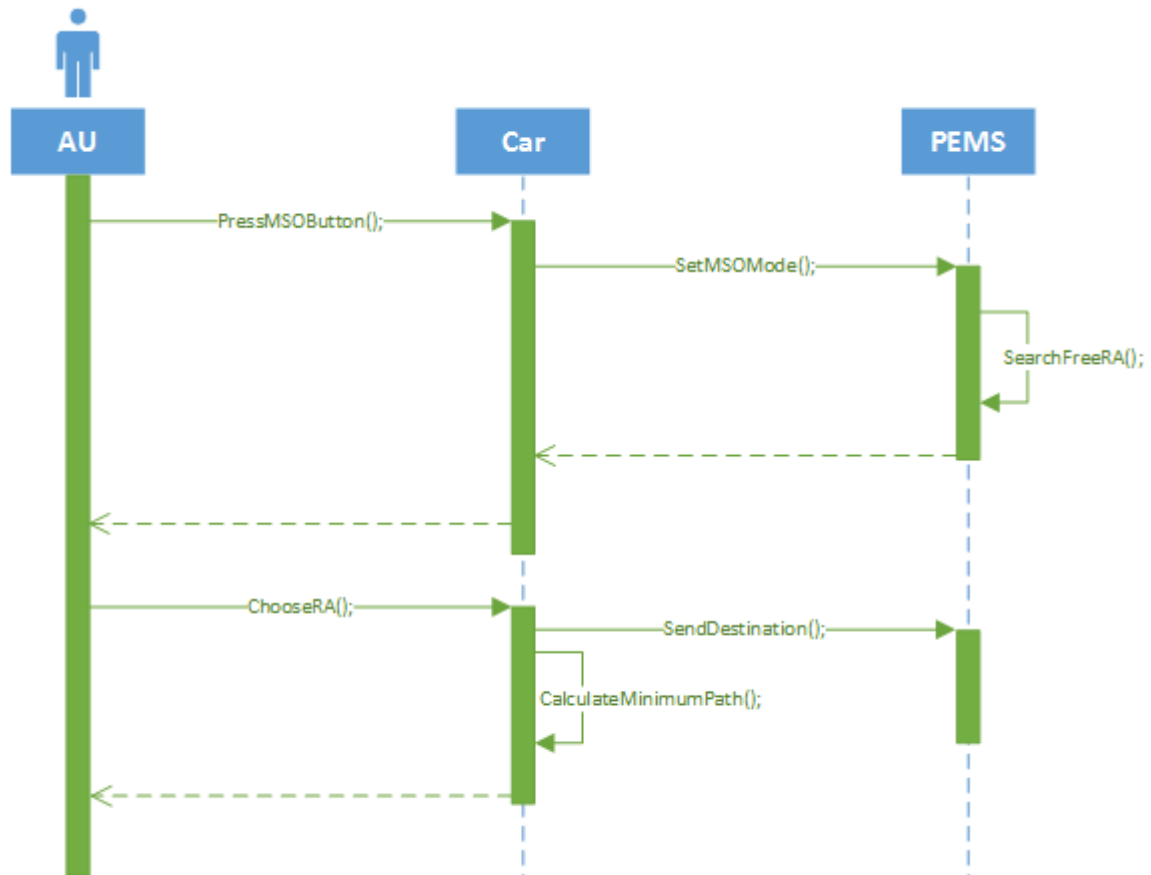 AU
Car
PEMS
PressMSOButton();
SetMSOMode();
SearchFreeRA();
ChooseRA();
SendDestination();
CalculateMinimumPath();